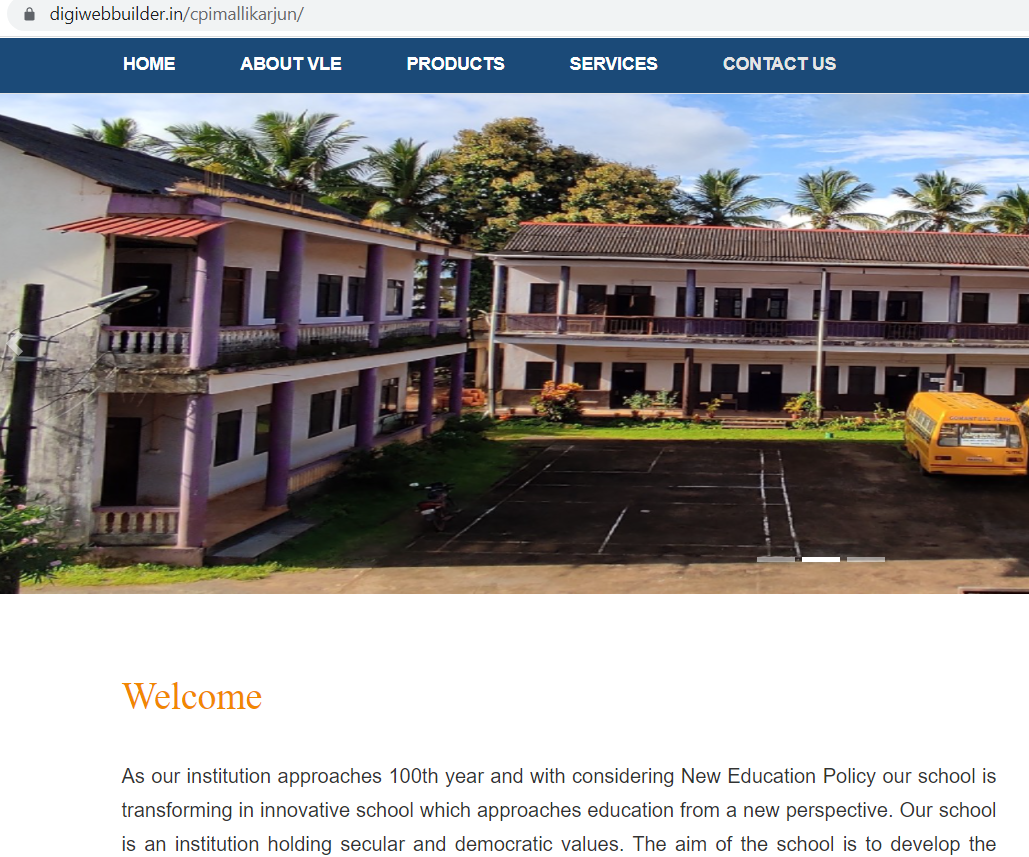 digiwebbuilder.in/cpimallikarjun/
HOME ABOUT VLE PRODUCTS SERVICES CONTACT US
Welcome
As our institution approaches 100th year and with considering New Education Policy our school is
transforming in innovative school which approaches education from a new perspective. Our school
is an institution holding secular and democratic values. The aim of the school is to develop the